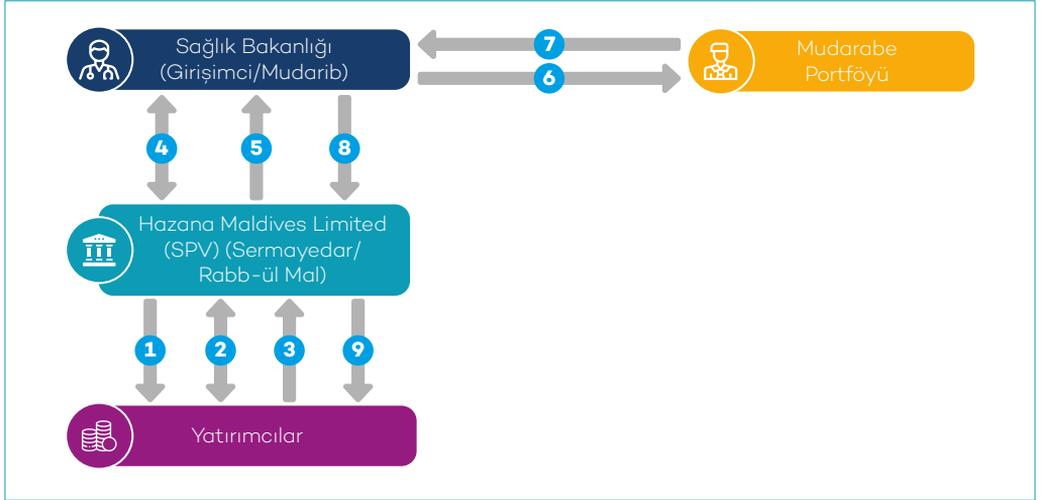 Sağlık Bakanlığı
(Girişimci/Mudarib)
7
6
Mudarabe
Portföyü
4
5
8
Hazana Maldives Limited
(SPV) (Sermayedar/
Rabb-ül Mal)
1
2
3
9
Yatırımcılar